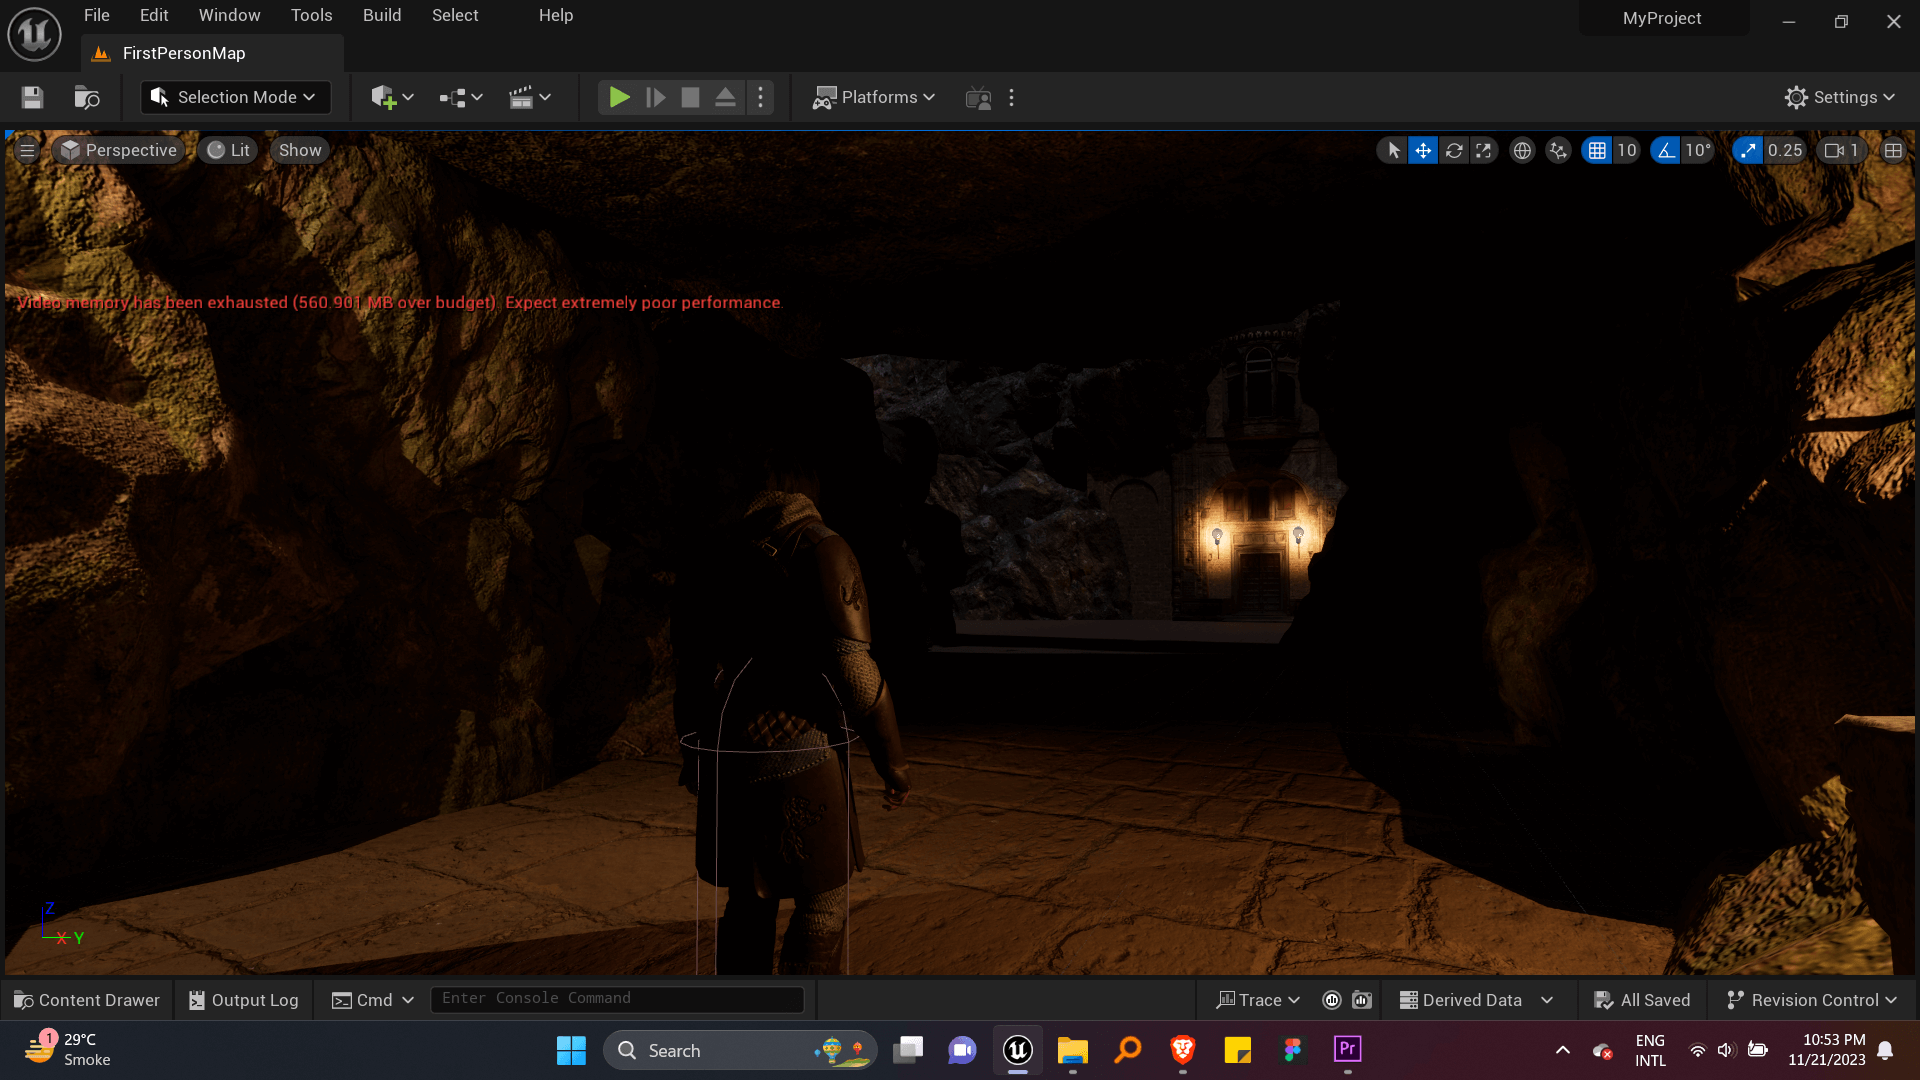 File Edit Window Tools Build Select Help
MyProject
FirstPersonMap
Selection Mode
Platforms
Settings
Perspective Lit Show
10 10° 0.25 1
Video memory has been exhausted (560.901 MB over budget). Expect extremely poor performance.
Z
X Y
Content Drawer Output Log Cmd Enter Console Command Trace Derived Data All Saved Revision Control
1
29°C
Smoke
Search
Pr
ENG
INTL
10:53 PM
11/21/2023